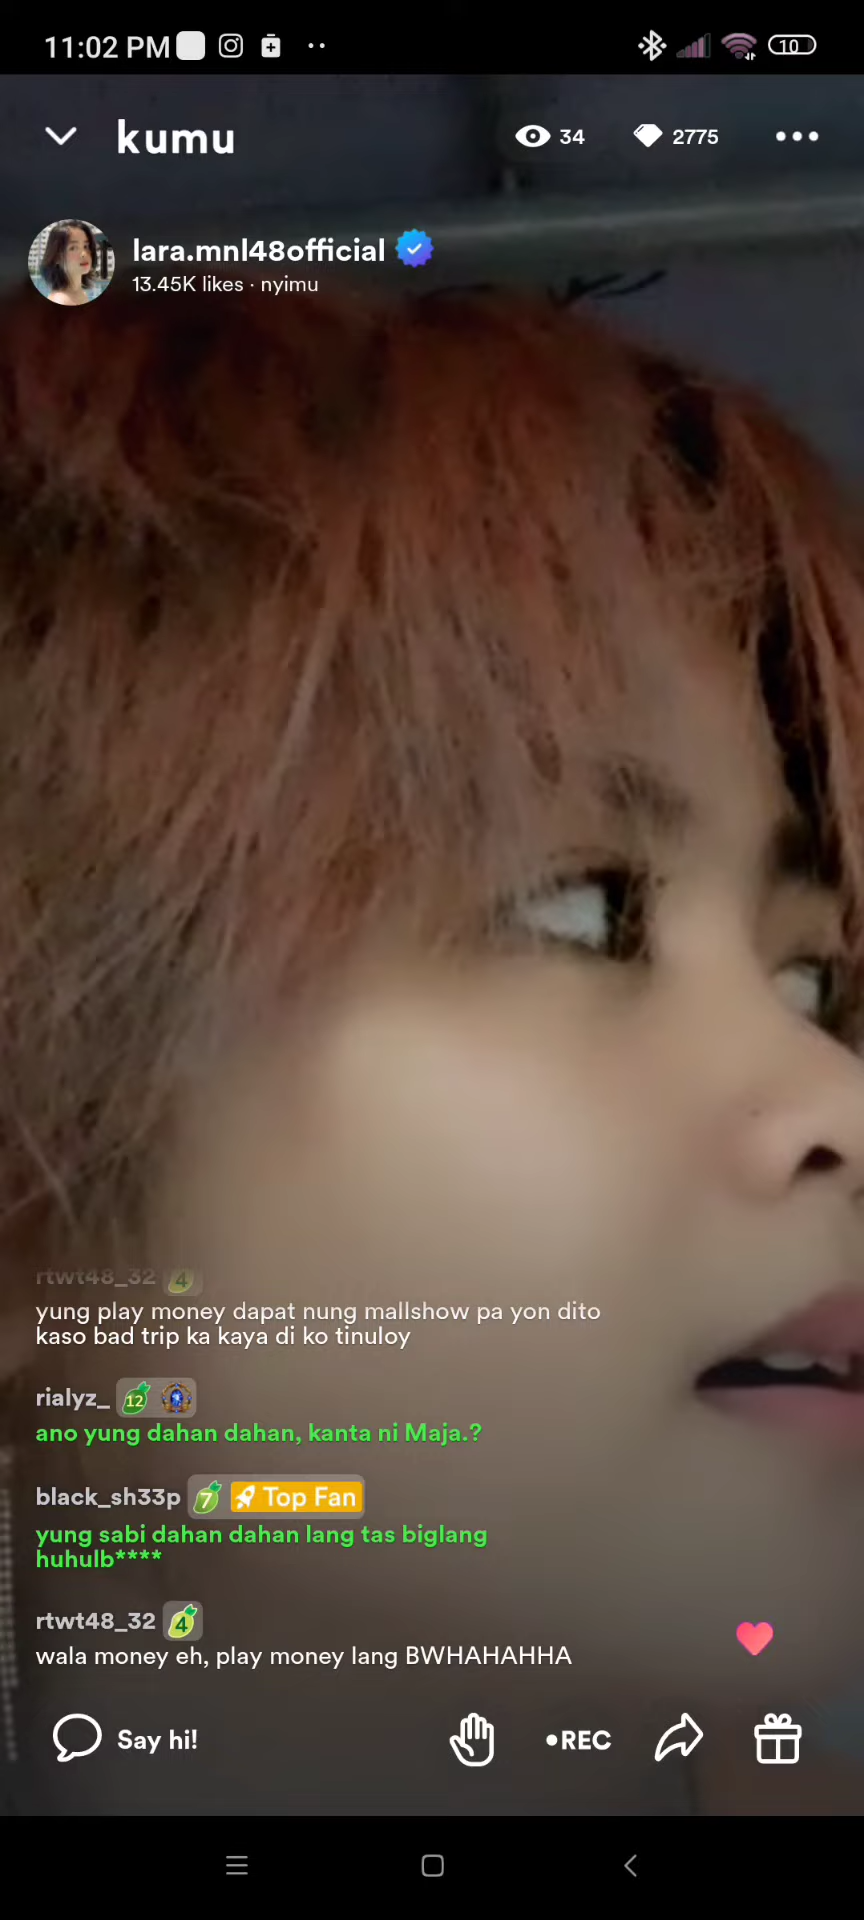 11:02 PM
10
kumu
34
2775
lara.mnl48official
13.45K likes · nyimu
rtwt48_32 4
yung play money dapat nung mallshow pa yon dito
kaso bad trip ka kaya di ko tinuloy
rialyz_ 12
ano yung dahan dahan, kanta ni Maja.?
black_sh33p 7 Top Fan
yung sabi dahan dahan lang tas biglang
huhulb****
rtwt48_32 4
wala money eh, play money lang BWHAHAHHA
Say hi!
•REC